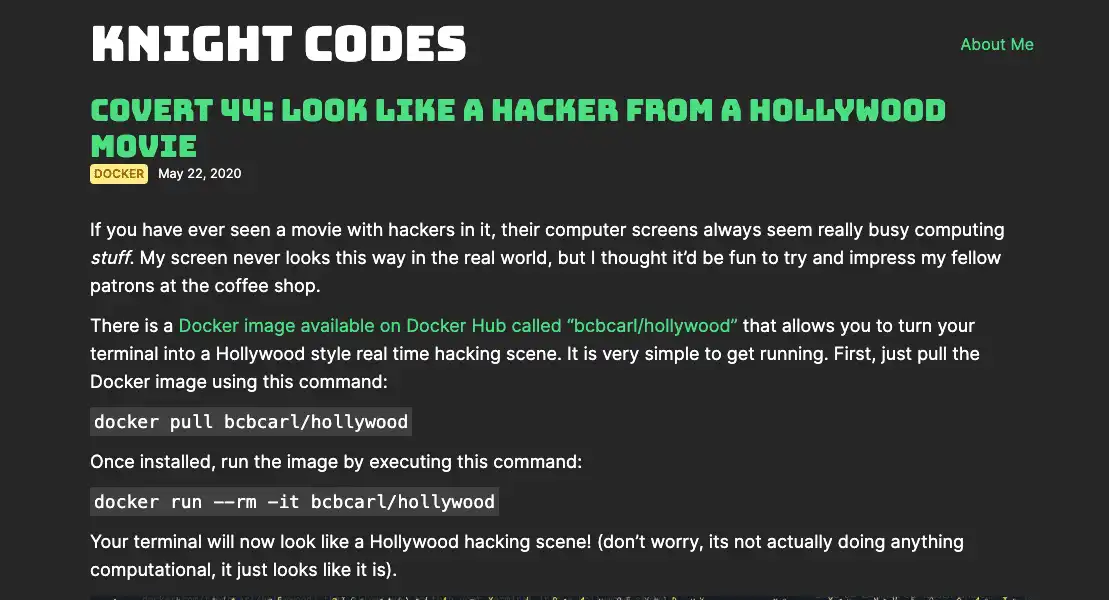 KNIGHT CODES
About Me
COVERT 44: LOOK LIKE A HACKER FROM A HOLLYWOOD
MOVIE
DOCKER May 22, 2020
If you have ever seen a movie with hackers in it, their computer screens always seem really busy computing
stuff. My screen never looks this way in the real world, but I thought it’d be fun to try and impress my fellow
patrons at the coffee shop.
There is a Docker image available on Docker Hub called “bcbcarl/hollywood” that allows you to turn your
terminal into a Hollywood style real time hacking scene. It is very simple to get running. First, just pull the
Docker image using this command:
docker pull bcbcarl/hollywood
Once installed, run the image by executing this command:
docker run --rm -it bcbcarl/hollywood
Your terminal will now look like a Hollywood hacking scene! (don’t worry, its not actually doing anything
computational, it just looks like it is).